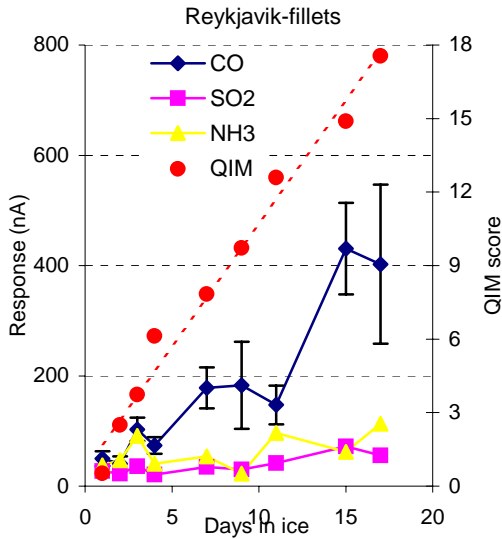 Reykjavik-fillets
800
600
400
200
0
Response (nA)
CO
SO2
NH3
QIM
18
15
12
9
6
3
0
QIM score
0
5
10
15
20
Days in ice